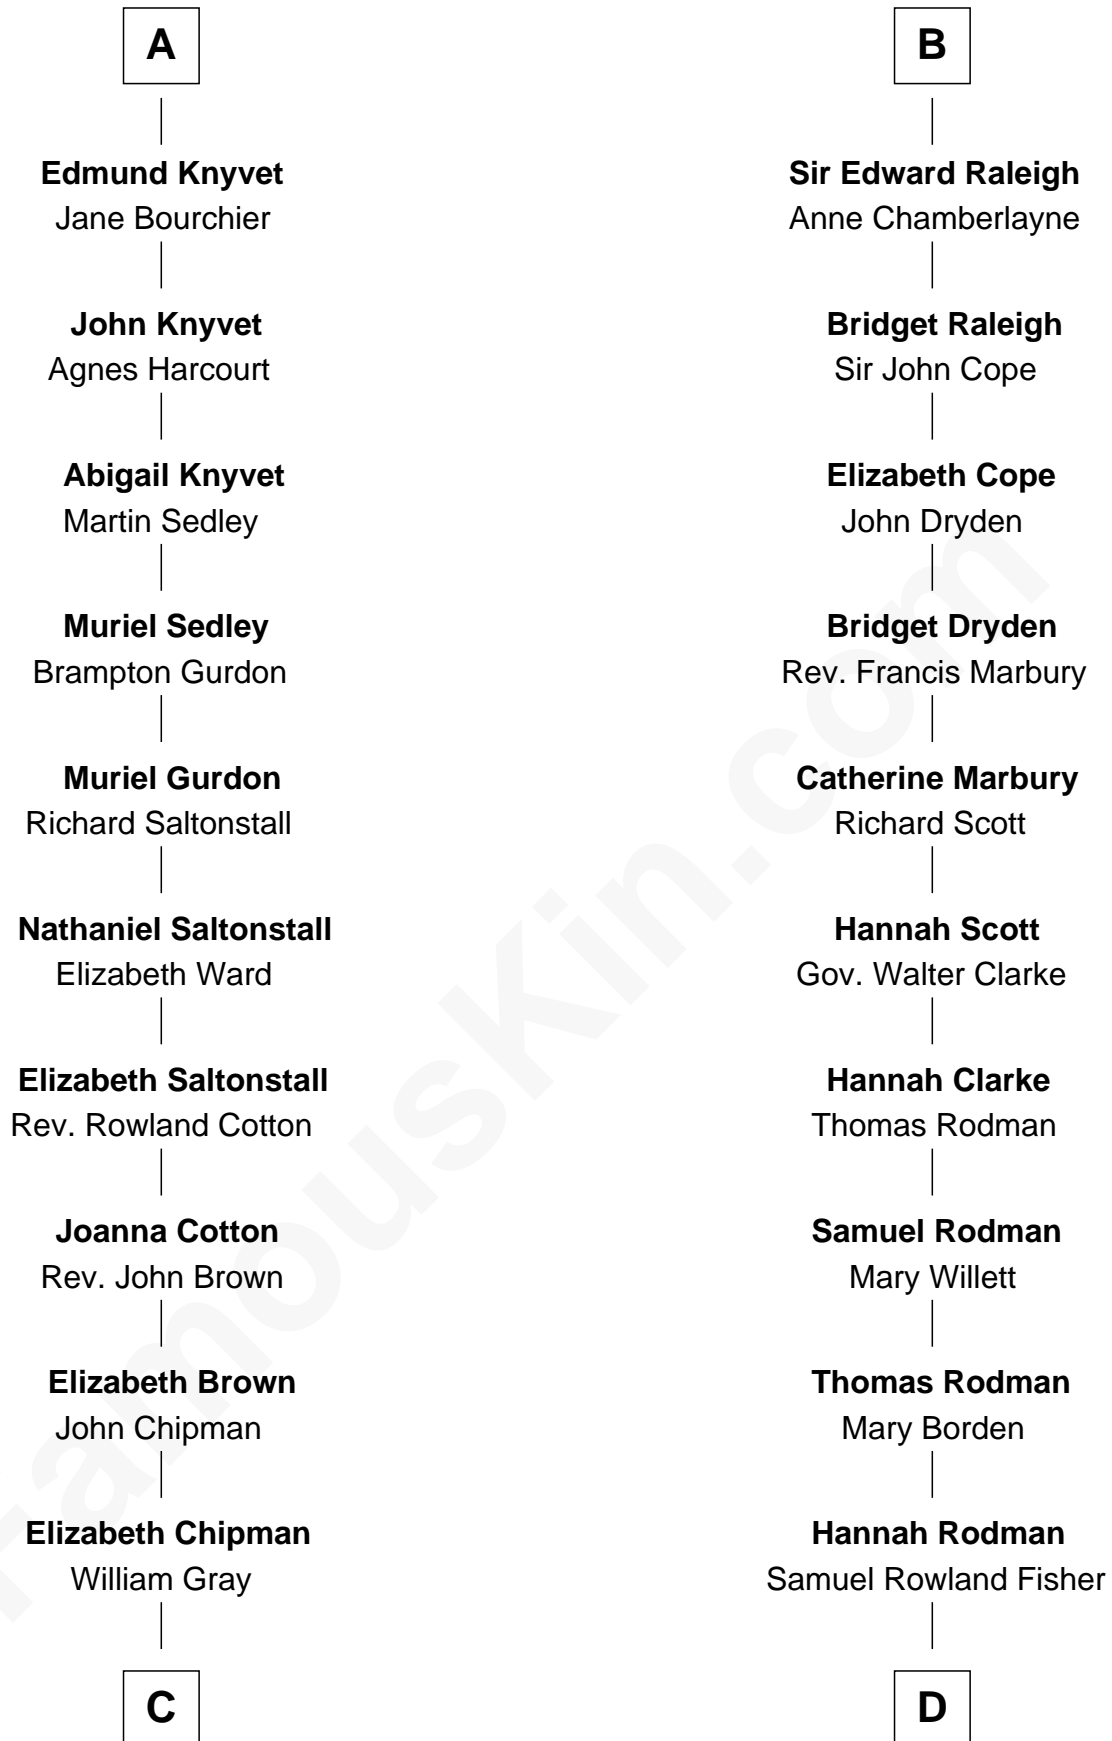 A
Edmund Knyvet
Jane Bourchier
John Knyvet
Agnes Harcourt
Abigail Knyvet
Martin Sedley
Muriel Sedley
Brampton Gurdon
Muriel Gurdon
Richard Saltonstall
Nathaniel Saltonstall
Elizabeth Ward
Elizabeth Saltonstall
Rev. Rowland Cotton
Joanna Cotton
Rev. John Brown
Elizabeth Brown
John Chipman
Elizabeth Chipman
William Gray
C
B
Sir Edward Raleigh
Anne Chamberlayne
Bridget Raleigh
Sir John Cope
Elizabeth Cope
John Dryden
Bridget Dryden
Rev. Francis Marbury
Catherine Marbury
Richard Scott
Hannah Scott
Gov. Walter Clarke
Hannah Clarke
Thomas Rodman
Samuel Rodman
Mary Willett
Thomas Rodman
Mary Borden
Hannah Rodman
Samuel Rowland Fisher
D
FamousKin.com